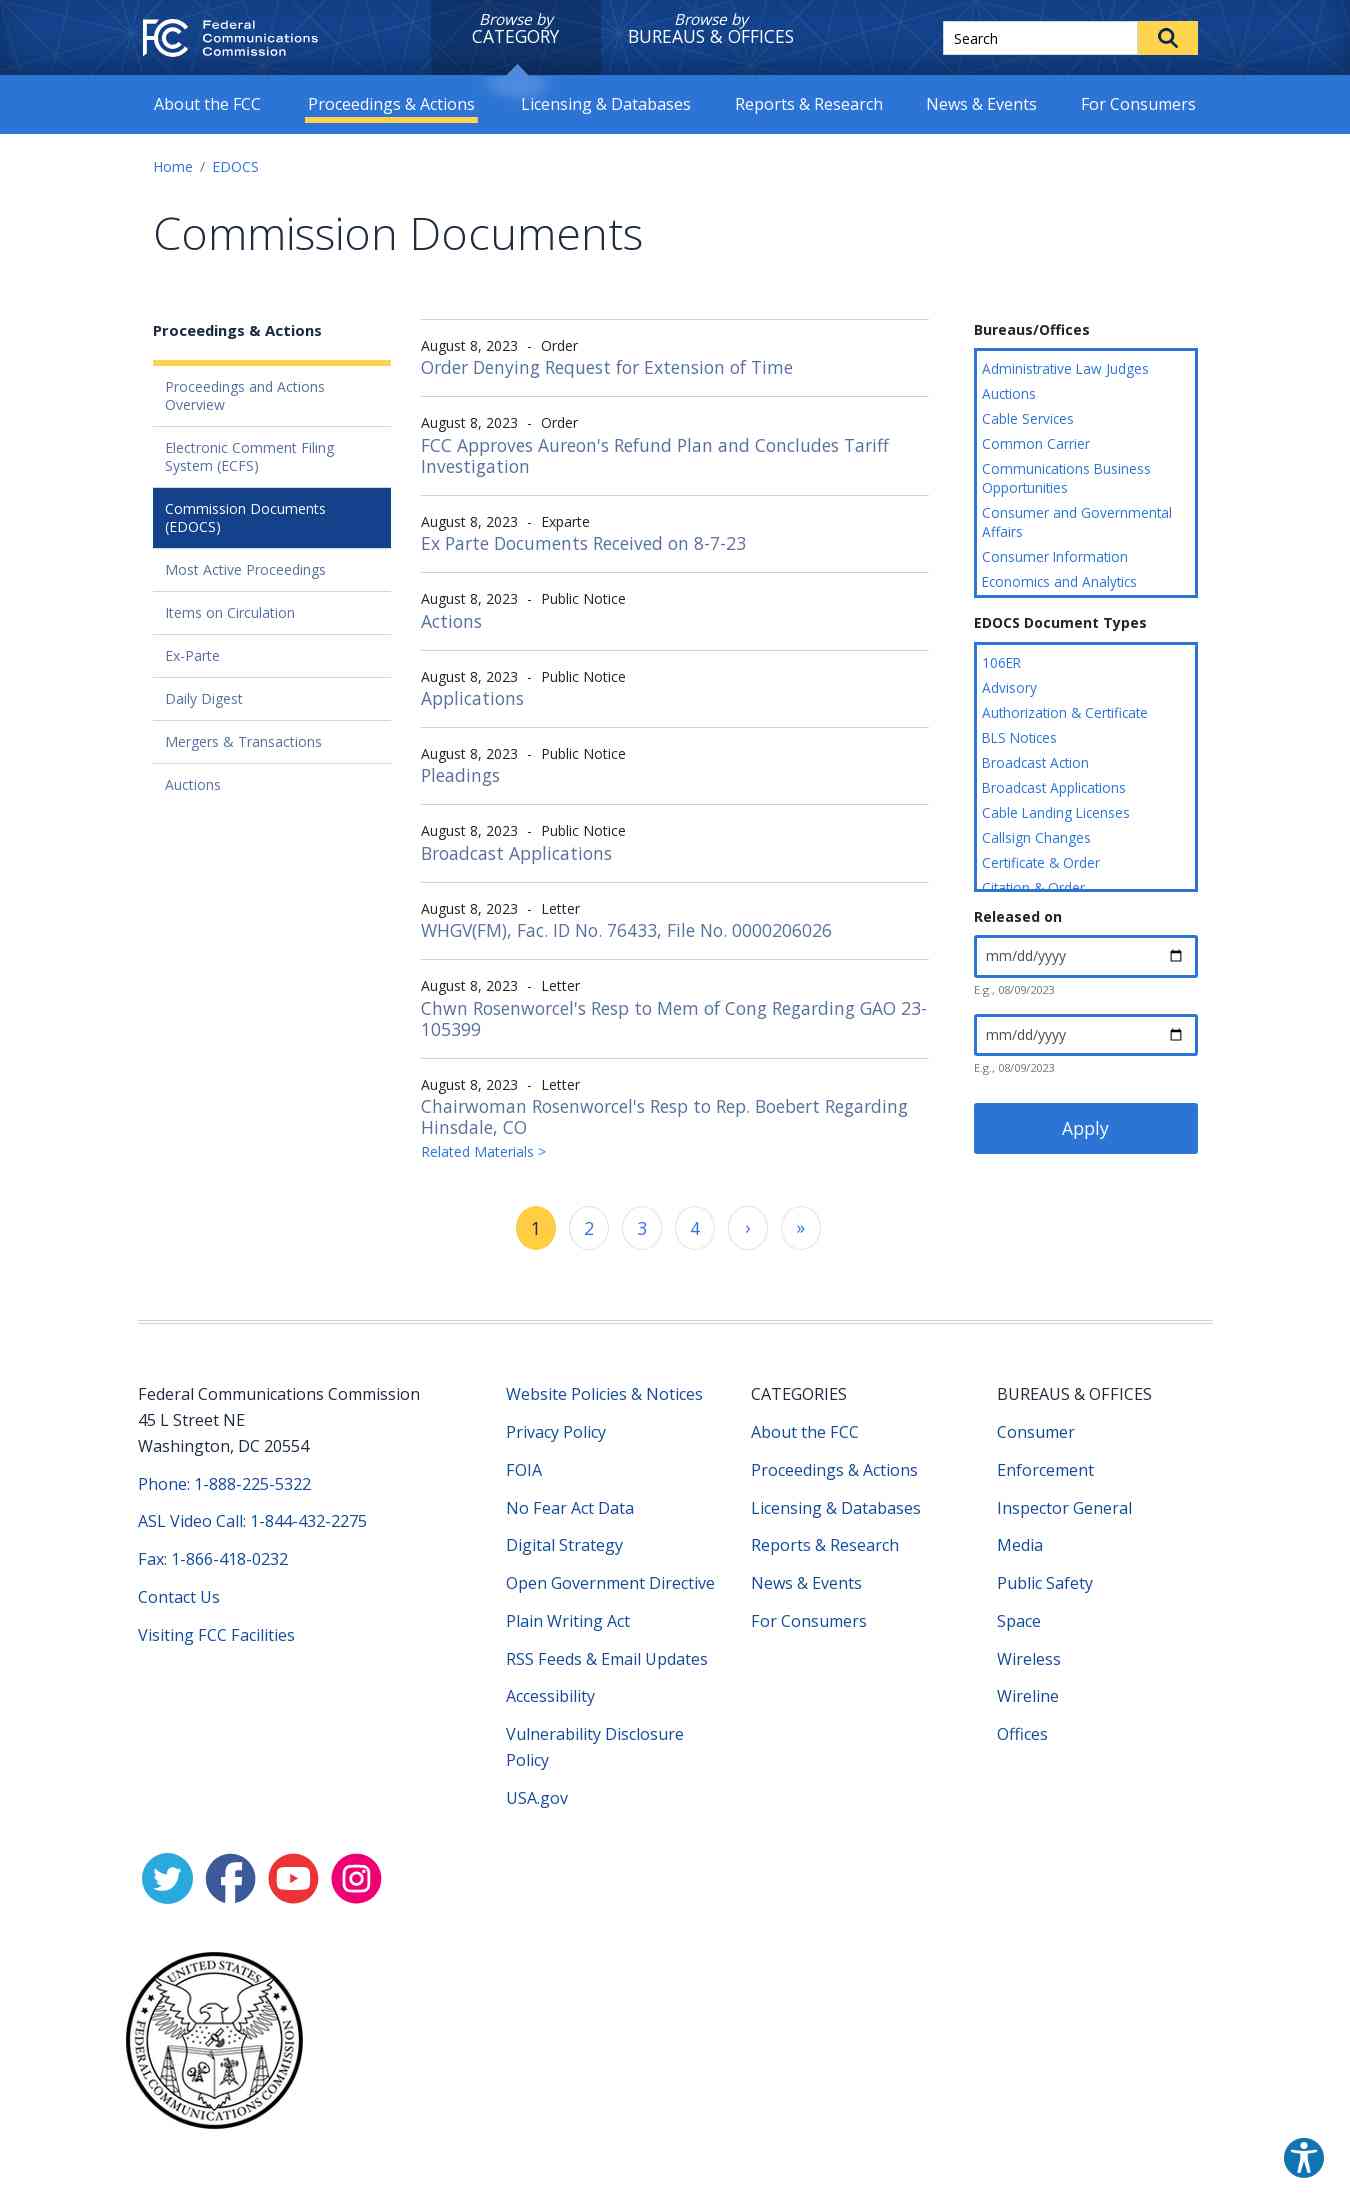 Federal
Communications
Commission
Browse by
CATEGORY
Browse by
BUREAUS & OFFICES
Search
About the FCC
Proceedings & Actions
Licensing & Databases
Reports & Research
News & Events
For Consumers
Home / EDOCS
Commission Documents
Proceedings & Actions
Proceedings and Actions
Overview
Electronic Comment Filing
System (ECFS)
Commission Documents
(EDOCS)
Most Active Proceedings
Items on Circulation
Ex-Parte
Daily Digest
Mergers & Transactions
Auctions
August 8, 2023 - Order
Order Denying Request for Extension of Time
August 8, 2023 - Order
FCC Approves Aureon's Refund Plan and Concludes Tariff
Investigation
August 8, 2023 - Exparte
Ex Parte Documents Received on 8-7-23
August 8, 2023 - Public Notice
Actions
August 8, 2023 - Public Notice
Applications
August 8, 2023 - Public Notice
Pleadings
August 8, 2023 - Public Notice
Broadcast Applications
August 8, 2023 - Letter
WHGV(FM), Fac. ID No. 76433, File No. 0000206026
August 8, 2023 - Letter
Chwn Rosenworcel's Resp to Mem of Cong Regarding GAO 23-
105399
August 8, 2023 - Letter
Chairwoman Rosenworcel's Resp to Rep. Boebert Regarding
Hinsdale, CO
Related Materials >
1
2
3
4
›
»
Bureaus/Offices
Administrative Law Judges
Auctions
Cable Services
Common Carrier
Communications Business
Opportunities
Consumer and Governmental
Affairs
Consumer Information
Economics and Analytics
EDOCS Document Types
106ER
Advisory
Authorization & Certificate
BLS Notices
Broadcast Action
Broadcast Applications
Cable Landing Licenses
Callsign Changes
Certificate & Order
Citation & Order
Released on
mm/dd/yyyy
E.g., 08/09/2023
mm/dd/yyyy
E.g., 08/09/2023
Apply
Federal Communications Commission
45 L Street NE
Washington, DC 20554
Phone: 1-888-225-5322
ASL Video Call: 1-844-432-2275
Fax: 1-866-418-0232
Contact Us
Visiting FCC Facilities
Website Policies & Notices
Privacy Policy
FOIA
No Fear Act Data
Digital Strategy
Open Government Directive
Plain Writing Act
RSS Feeds & Email Updates
Accessibility
Vulnerability Disclosure
Policy
USA.gov
CATEGORIES
About the FCC
Proceedings & Actions
Licensing & Databases
Reports & Research
News & Events
For Consumers
BUREAUS & OFFICES
Consumer
Enforcement
Inspector General
Media
Public Safety
Space
Wireless
Wireline
Offices
UNITED STATES
FEDERAL COMMUNICATIONS COMMISSION